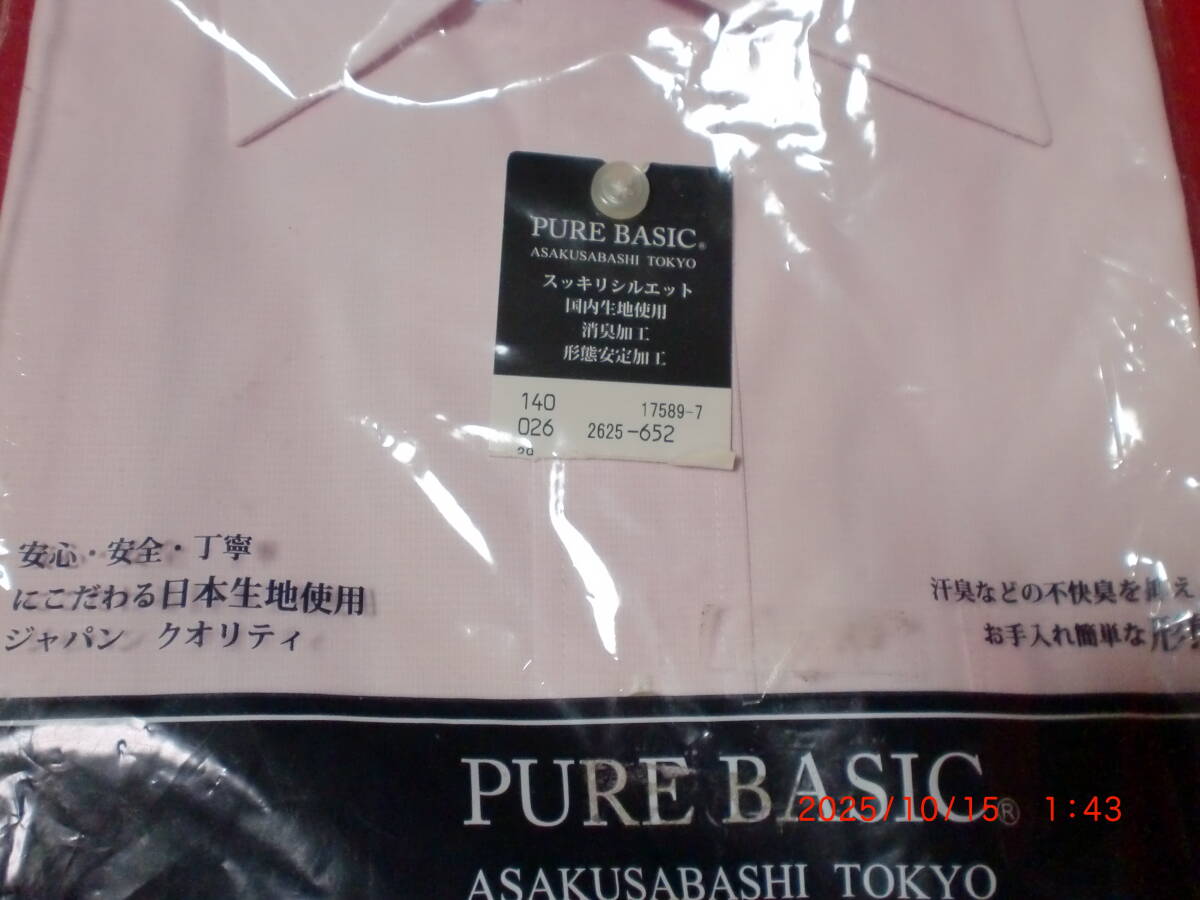 PURE BASIC®
ASAKUSABASHI TOKYO
スッキリシルエット
国内生地使用
消臭加工
形態安定加工
140 17589-7
026 2625-652
安心・安全・丁寧
にこだわる日本生地使用
ジャパン クオリティ
汗臭などの不快臭を抑え
お手入れ簡単な形
PURE BASIC®
2025/10/15 1:43
ASAKUSABASHI TOKYO